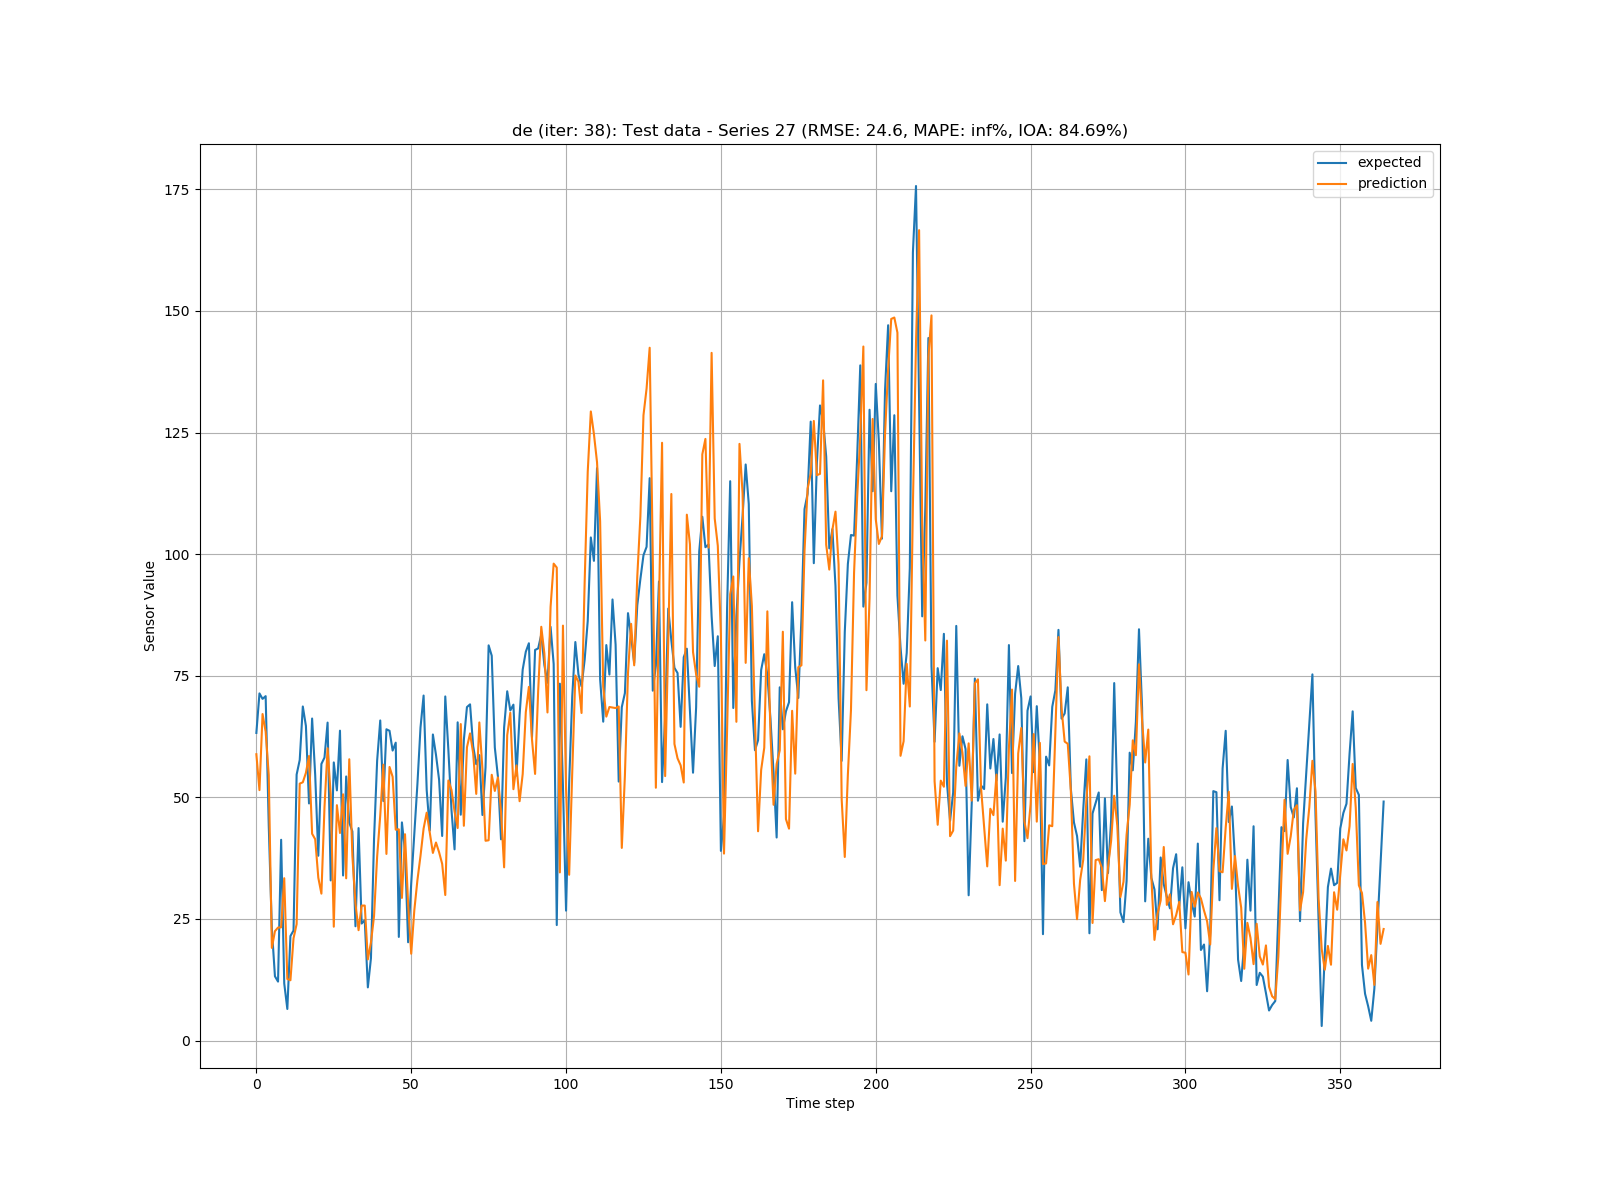 de (iter: 38): Test data - Series 27 (RMSE: 24.6, MAPE: inf%, IOA: 84.69%)
expected
prediction
175
150
125
100
75
50
25
0
Sensor Value
0 50 100 150 200 250 300 350
Time step